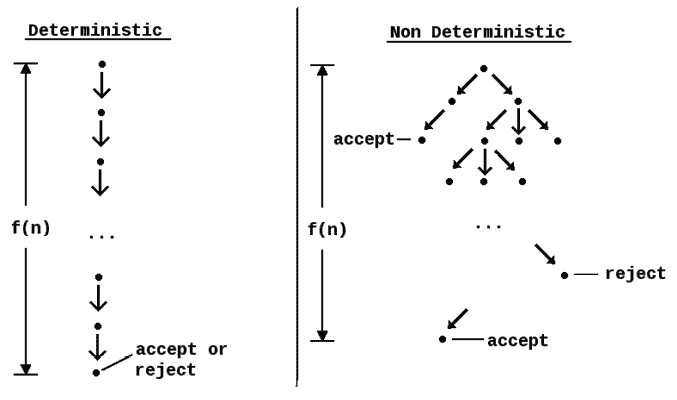 Deterministic
f(n)
...
accept or
reject
Non Deterministic
accept
f(n)
...
reject
accept